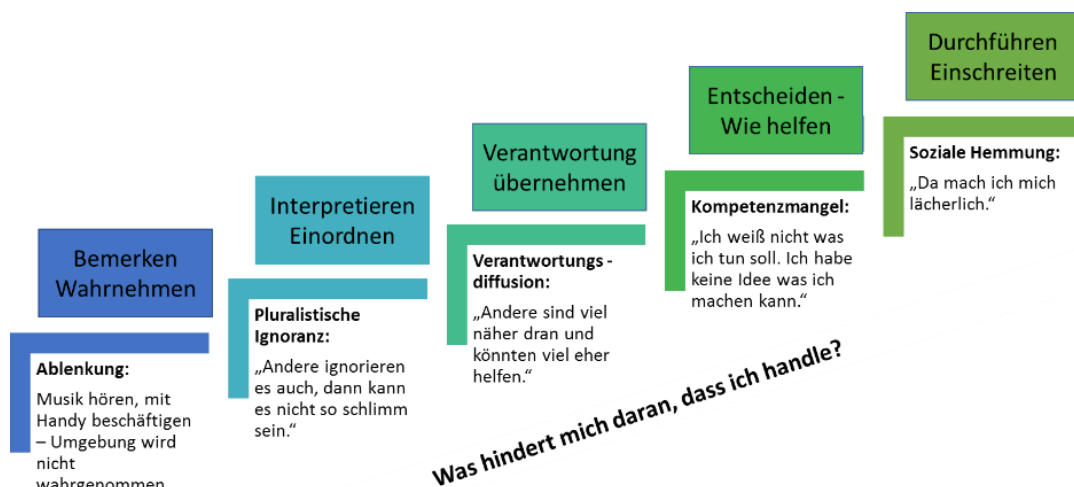 Bemerken
Wahrnehmen
Ablenkung:
Musik hören, mit
Handy beschäftigen
– Umgebung wird
nicht
wahrgenommen
Interpretieren
Einordnen
Pluralistische
Ignoranz:
„Andere ignorieren
es auch, dann kann
es nicht so schlimm
sein.“
Verantwortung
übernehmen
Verantwortungs -
diffusion:
„Andere sind viel
näher dran und
könnten viel eher
helfen.“
Entscheiden -
Wie helfen
Kompetenzmangel:
„Ich weiß nicht was
ich tun soll. Ich habe
keine Idee was ich
machen kann.“
Durchführen
Einschreiten
Soziale Hemmung:
„Da mach ich mich
lächerlich.“
Was hindert mich daran, dass ich handle?